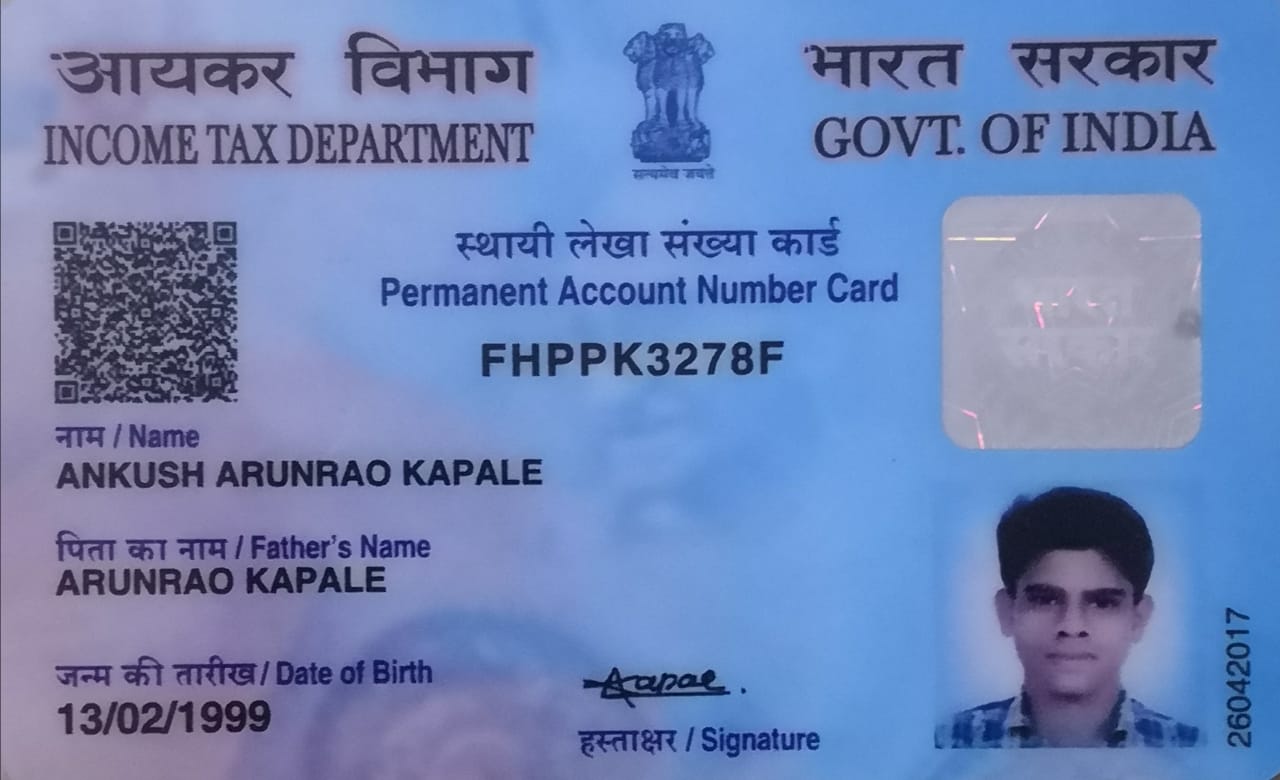 आयकर विभाग
INCOME TAX DEPARTMENT
सत्यमेव जयते
भारत सरकार
GOVT. OF INDIA
स्थायी लेखा संख्या कार्ड
Permanent Account Number Card
FHPPK3278F
नाम / Name
ANKUSH ARUNRAO KAPALE
पिता का नाम / Father's Name
ARUNRAO KAPALE
जन्म की तारीख / Date of Birth
13/02/1999
हस्ताक्षर / Signature
26042017